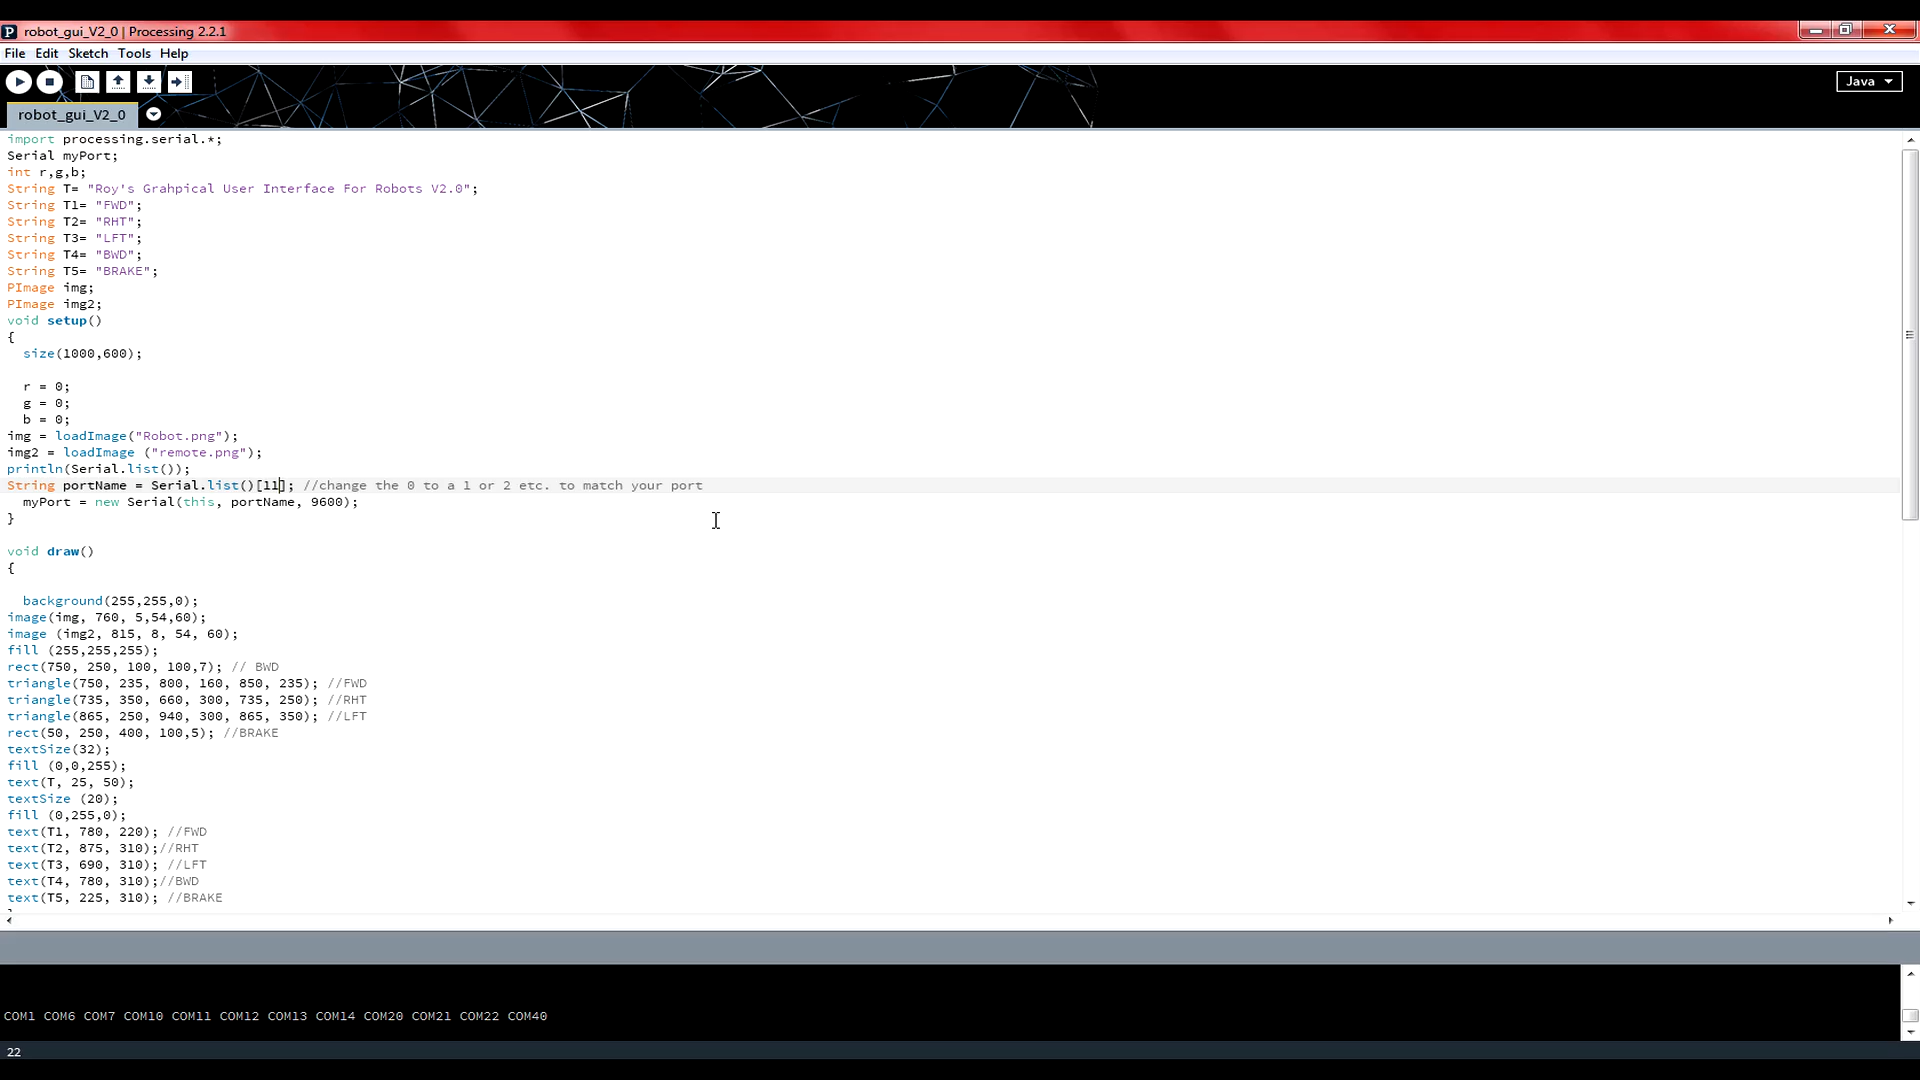 robot_gui_V2_0 | Processing 2.2.1
File Edit Sketch Tools Help
Java
robot_gui_V2_0
import processing.serial.*;
Serial myPort;
int r,g,b;
String T= "Roy's Grahpical User Interface For Robots V2.0";
String T1= "FWD";
String T2= "RHT";
String T3= "LFT";
String T4= "BWD";
String T5= "BRAKE";
PImage img;
PImage img2;
void setup()
{
  size(1000,600);
  r = 0;
  g = 0;
  b = 0;
img = loadImage("Robot.png");
img2 = loadImage ("remote.png");
println(Serial.list());
String portName = Serial.list()[11]; //change the 0 to a 1 or 2 etc. to match your port
  myPort = new Serial(this, portName, 9600);
}
void draw()
{
  background(255,255,0);
image(img, 760, 5,54,60);
image (img2, 815, 8, 54, 60);
fill (255,255,255);
rect(750, 250, 100, 100,7); // BWD
triangle(750, 235, 800, 160, 850, 235); //FWD
triangle(735, 350, 660, 300, 735, 250); //RHT
triangle(865, 250, 940, 300, 865, 350); //LFT
rect(50, 250, 400, 100,5); //BRAKE
textSize(32);
fill (0,0,255);
text(T, 25, 50);
textSize (20);
fill (0,255,0);
text(T1, 780, 220); //FWD
text(T2, 875, 310);//RHT
text(T3, 690, 310); //LFT
text(T4, 780, 310);//BWD
text(T5, 225, 310); //BRAKE
COM1 COM6 COM7 COM10 COM11 COM12 COM13 COM14 COM20 COM21 COM22 COM40
22